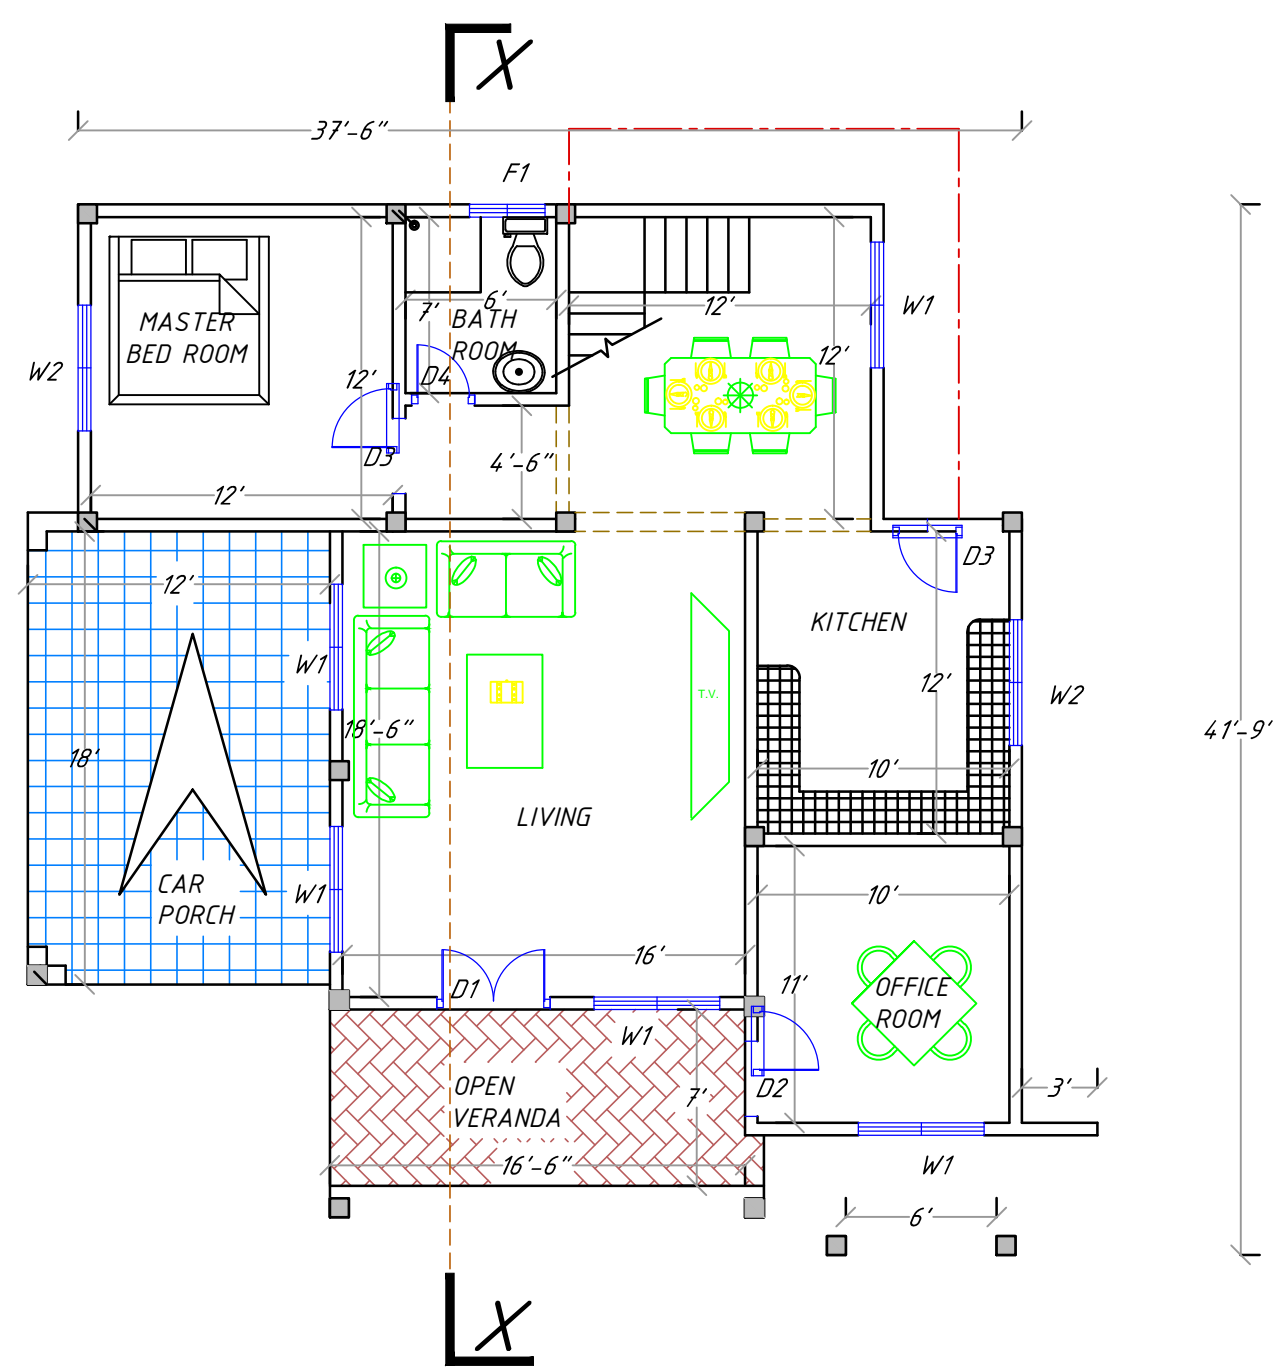 X
37'-6"
F1
6'
7'
12'
W1
BATH
ROOM
MASTER
BED ROOM
W2
12'
D4
12'
D3
4'-6"
12'
D3
12'
KITCHEN
W1
12'
W2
T.V.
18'-6"
41'-9'
18'
10'
LIVING
CAR
PORCH
W1
10'
16'
D1
11'
OFFICE
ROOM
W1
OPEN
VERANDA
D2
7'
3'
16'-6"
W1
6'
X